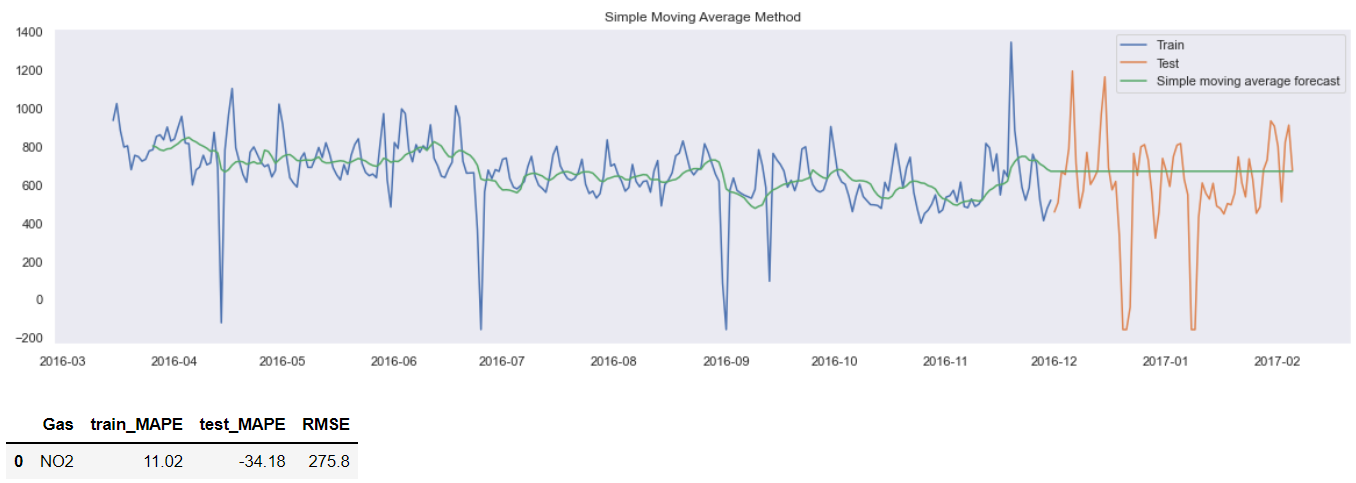 Simple Moving Average Method
1400
1200
1000
800
600
400
200
0
−200
Train
Test
Simple moving average forecast
2016-03 2016-04 2016-05 2016-06 2016-07 2016-08 2016-09 2016-10 2016-11 2016-12 2017-01 2017-02
Gas train_MAPE test_MAPE RMSE
0 NO2 11.02 -34.18 275.8